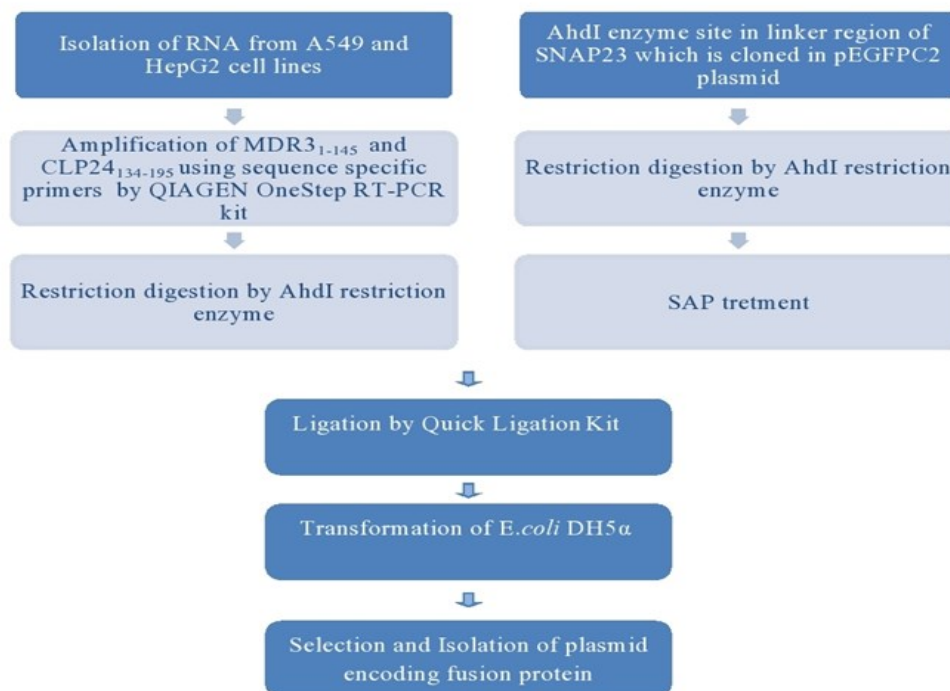 Isolation of RNA from A549 and
HepG2 cell lines
Amplification of MDR3₁₋₁₄₅ and
CLP24₁₃₄₋₁₉₅ using sequence specific
primers by QIAGEN OneStep RT-PCR
kit
Restriction digestion by AhdI restriction
enzyme
AhdI enzyme site in linker region of
SNAP23 which is cloned in pEGFPC2
plasmid
Restriction digestion by AhdI restriction
enzyme
SAP tretment
Ligation by Quick Ligation Kit
Transformation of E.coli DH5α
Selection and Isolation of plasmid
encoding fusion protein